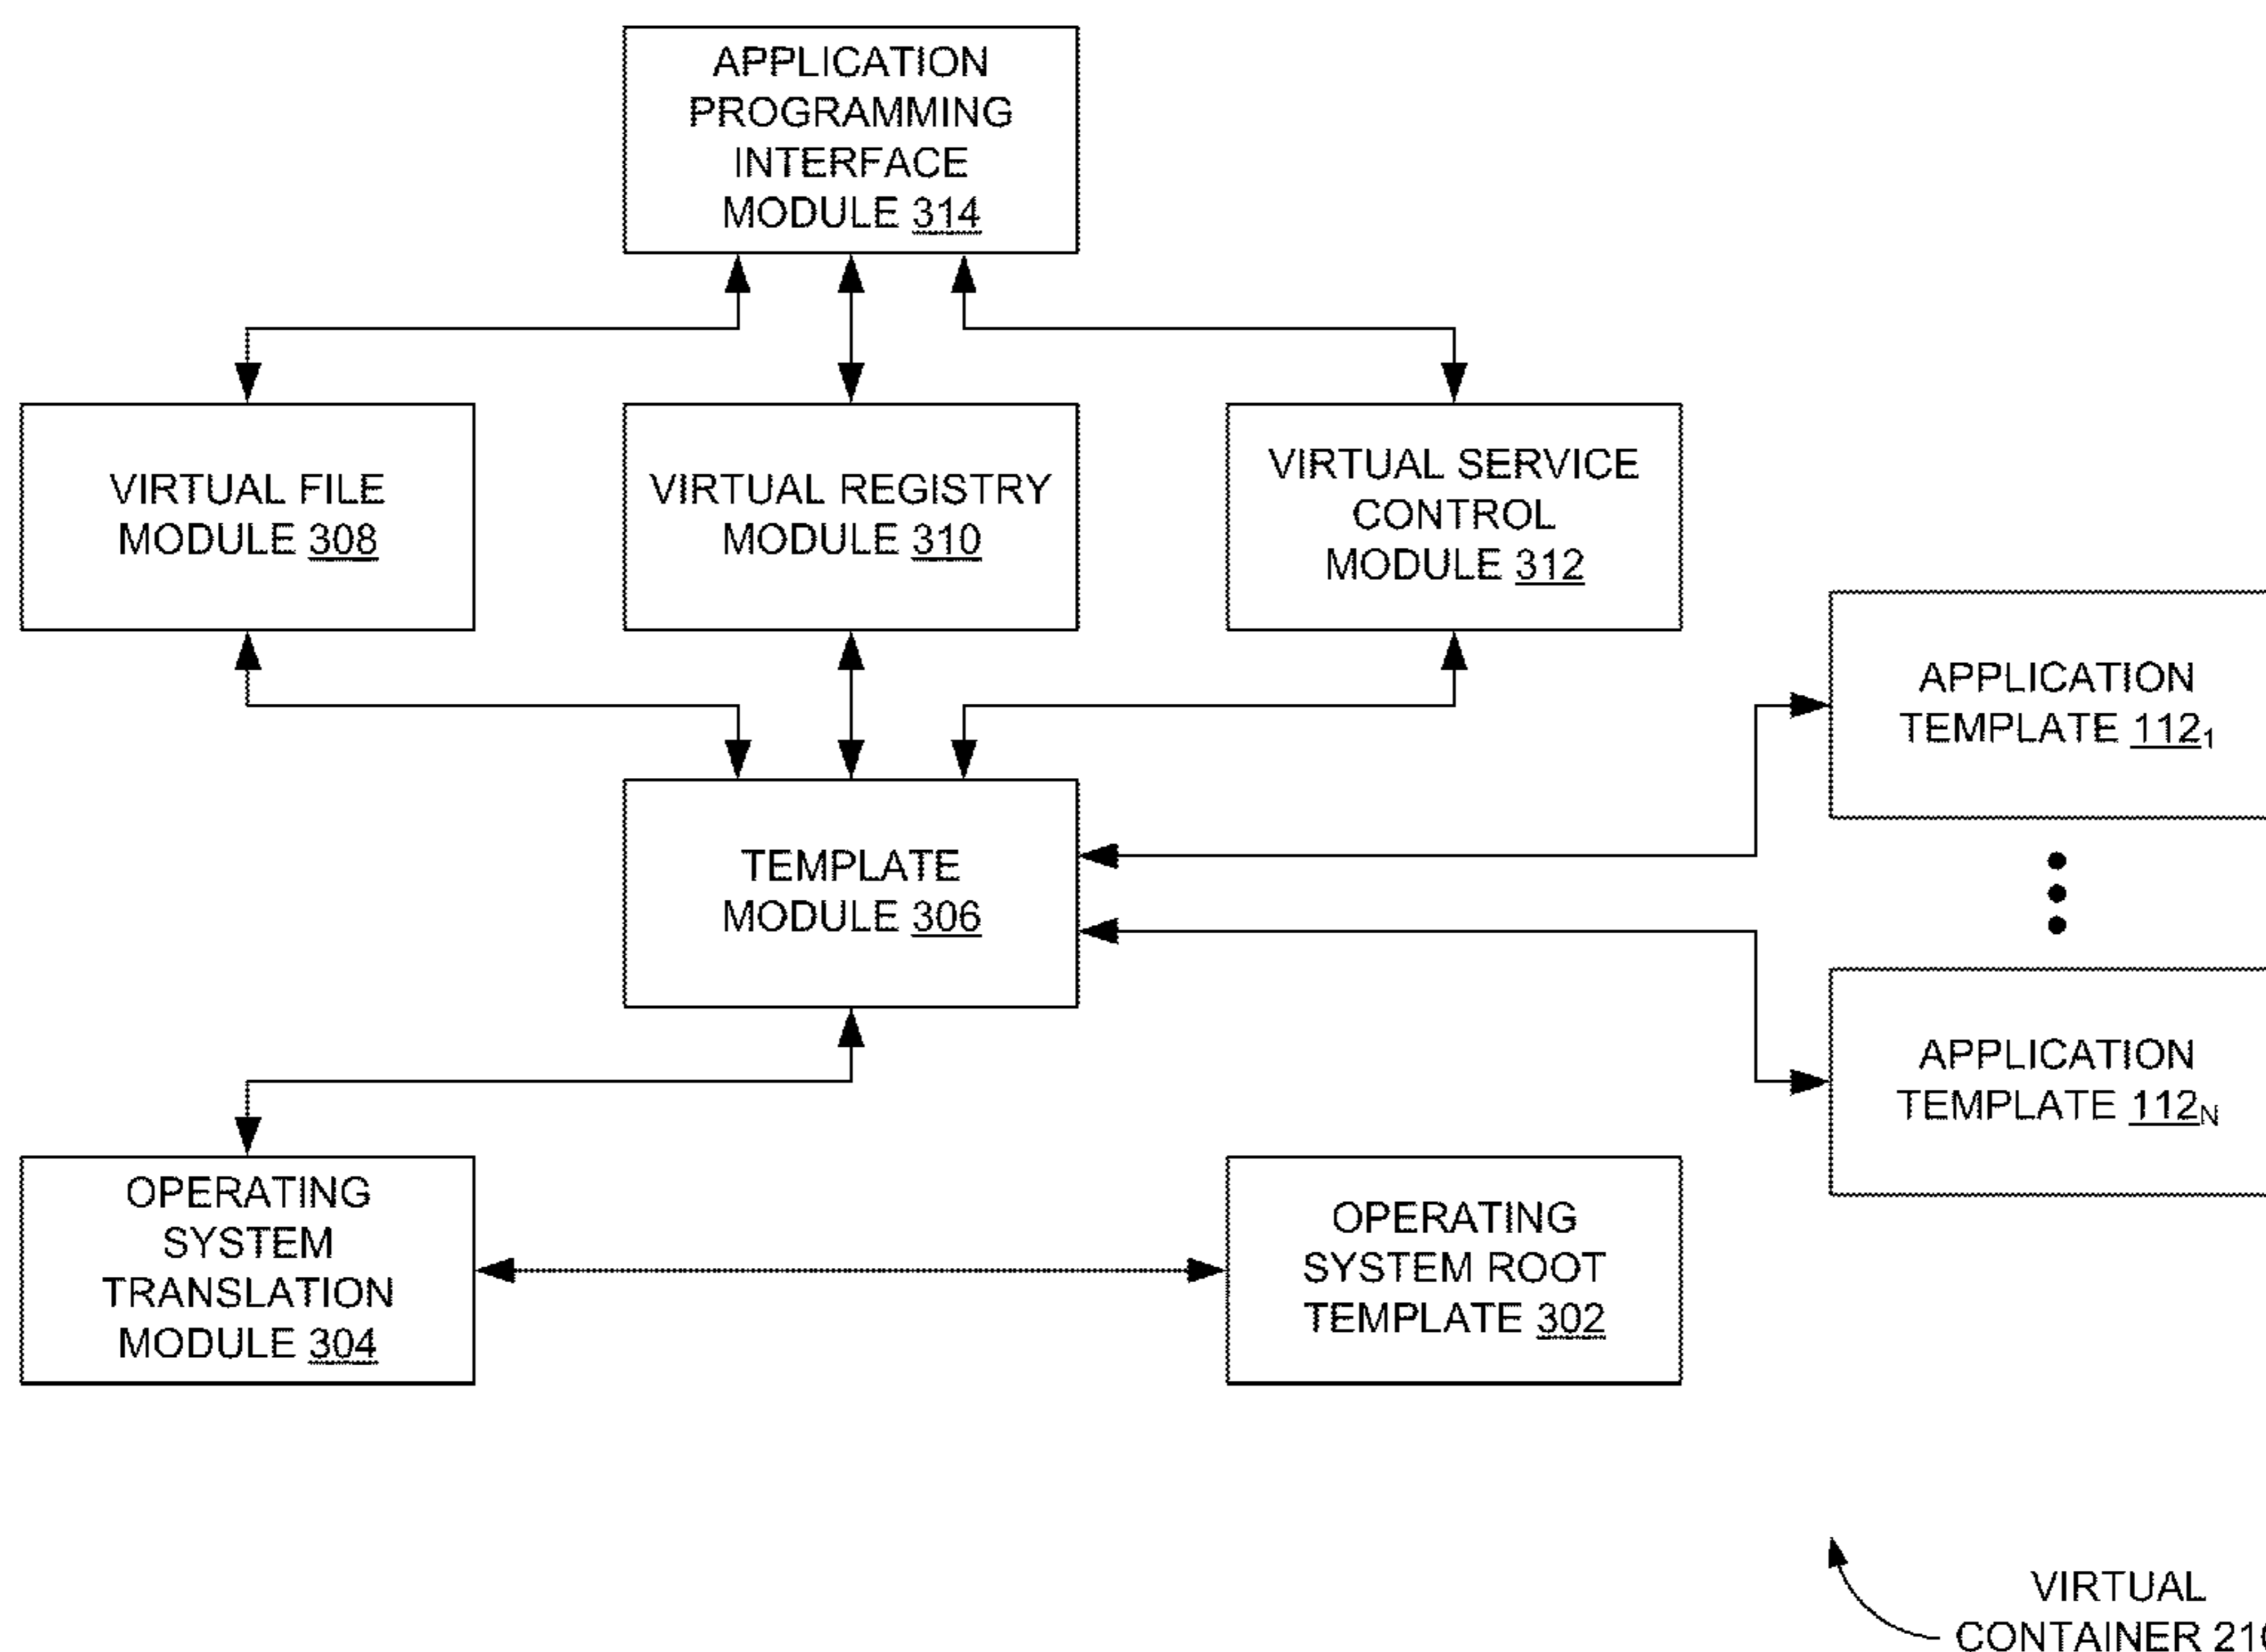 APPLICATION
PROGRAMMING
INTERFACE
MODULE 314
VIRTUAL FILE
MODULE 308
VIRTUAL REGISTRY
MODULE 310
VIRTUAL SERVICE
CONTROL
MODULE 312
APPLICATION
TEMPLATE 112₁
TEMPLATE
MODULE 306
APPLICATION
TEMPLATE 112N
OPERATING
SYSTEM
TRANSLATION
MODULE 304
OPERATING
SYSTEM ROOT
TEMPLATE 302
VIRTUAL
CONTAINER